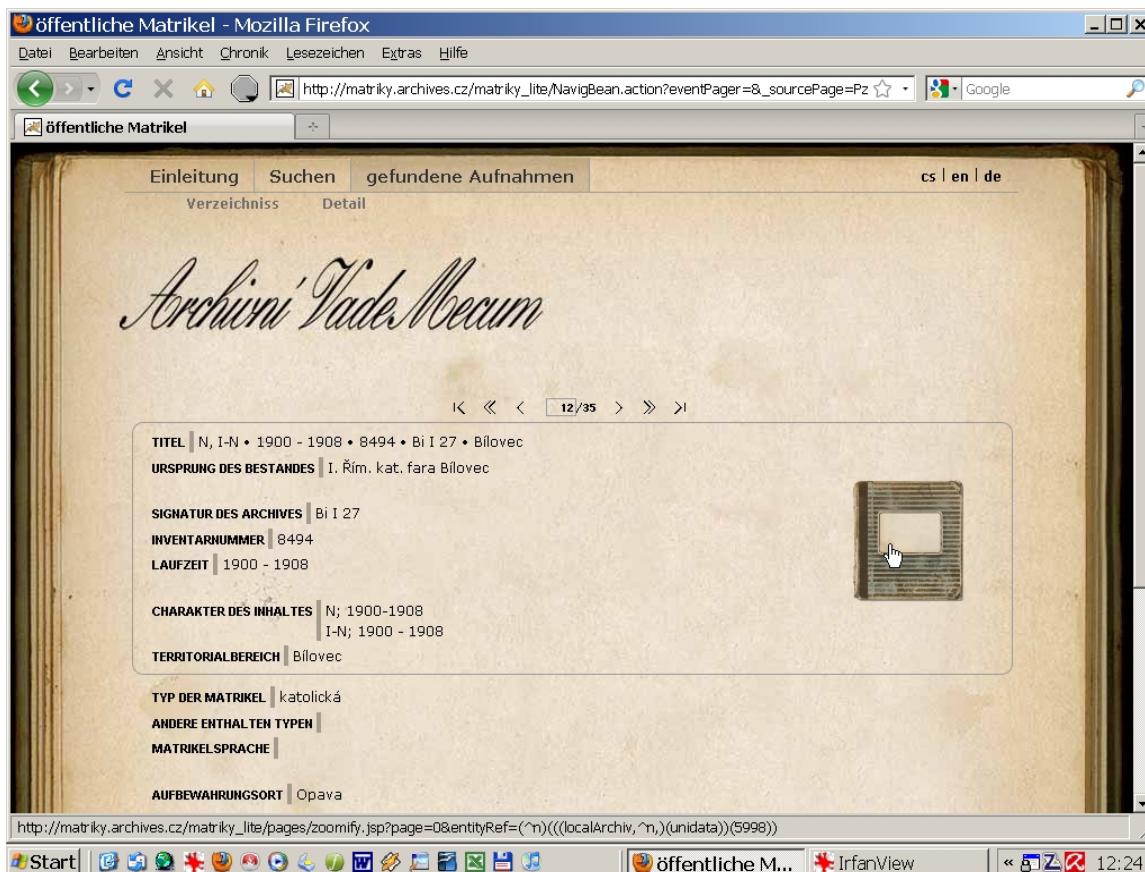 öffentliche Matrikel - Mozilla Firefox
Datei Bearbeiten Ansicht Chronik Lesezeichen Extras Hilfe
http://matriky.archives.cz/matriky_lite/NavigBean.action?eventPager=&_sourcePage=Pz Google
öffentliche Matrikel
Einleitung Suchen gefundene Aufnahmen cs | en | de
Verzeichniss Detail
Archivní Vade Mecum
12/35
TITEL N, I-N • 1900 - 1908 • 8494 • Bi I 27 • Bílovec
URSPRUNG DES BESTANDES I. Řím. kat. fara Bílovec
SIGNATUR DES ARCHIVES Bi I 27
INVENTARNUMMER 8494
LAUFZEIT 1900 - 1908
CHARAKTER DES INHALTES N; 1900-1908
I-N; 1900 - 1908
TERRITORIALBEREICH Bílovec
TYP DER MATRIKEL katolická
ANDERE ENTHALTEN TYPEN
MATRIKELSPRACHE
AUFBEWAHRUNGSORT Opava
http://matriky.archives.cz/matriky_lite/pages/zoomify.jsp?page=0&entityRef=(^n)(((localArchiv,^n,)(unidata))(5998))
Start öffentliche M... IrfanView « 12:24